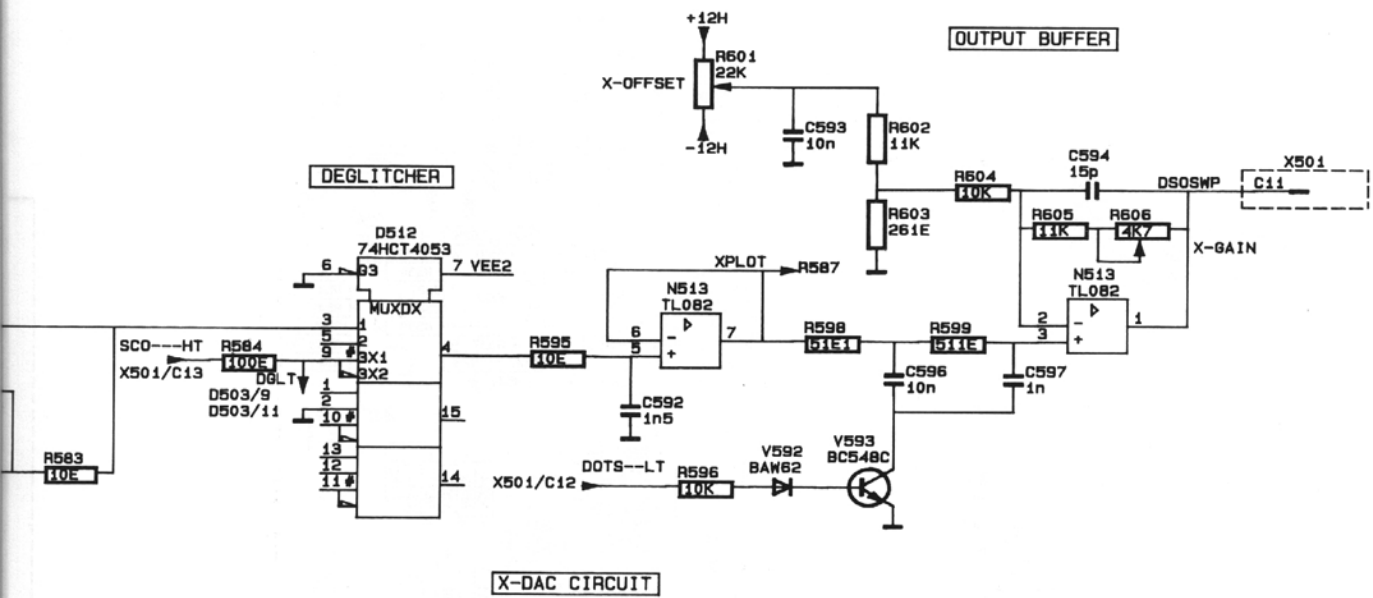 +12H
R601
22K
X-OFFSET
-12H
C593
10n
R602
11K
R603
261E
OUTPUT BUFFER
R604
10K
C594
15p
DSOSWP
X501
C11
R605
11K
R606
4K7
X-GAIN
N513
TL082
2
3
-
+
1
DEGLITCHER
D512
74HCT4053
6
G3
7 VEE2
MUXDX
3
1
5
2
9 #
3X1
3X2
4
1
2
10 #
15
13
12
11 #
14
SCO---HT
X501/C13
R584
100E
DGLT
D503/9
D503/11
R583
10E
R595
10E
C592
1n5
XPLOT
R587
N513
TL082
6
5
-
+
7
R598
51E1
R599
511E
C596
10n
C597
1n
DOTS--LT
X501/C12
R596
10K
V592
BAW62
V593
BC548C
X-DAC CIRCUIT